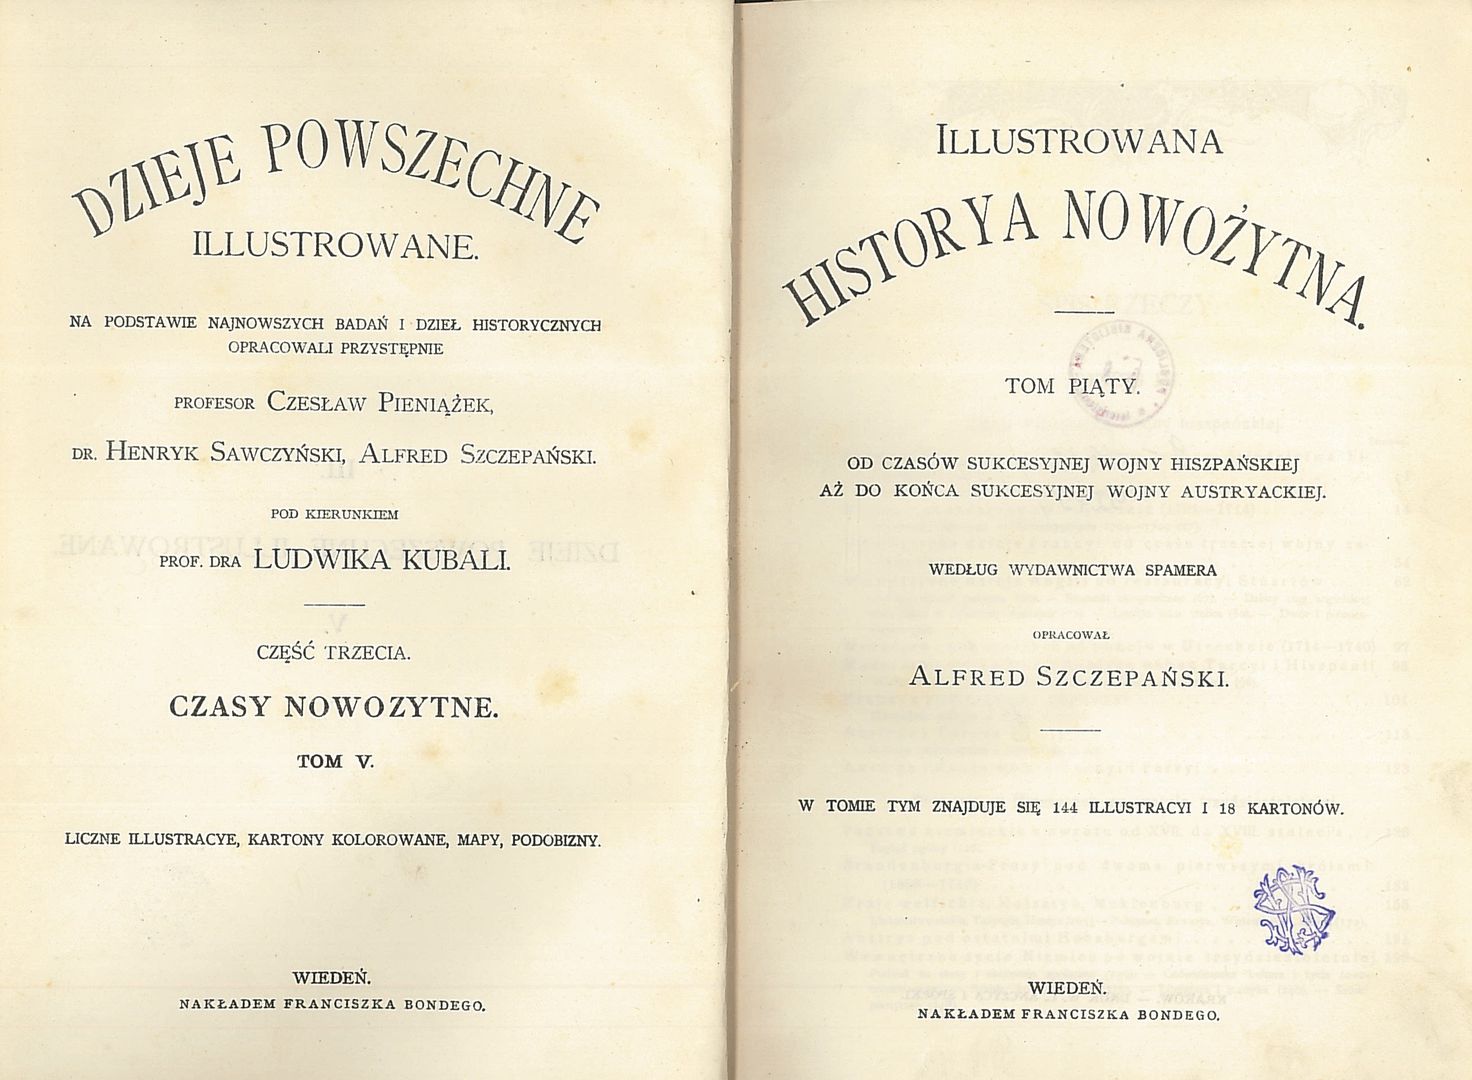 DZIEJE POWSZECHNE
ILLUSTROWANE.
NA PODSTAWIE NAJNOWSZYCH BADAŃ I DZIEŁ HISTORYCZNYCH
OPRACOWALI PRZYSTĘPNIE
PROFESOR CZESŁAW PIENIĄŻEK,
DR. HENRYK SAWCZYŃSKI, ALFRED SZCZEPAŃSKI.
POD KIERUNKIEM
PROF. DRA LUDWIKA KUBALI.
CZĘŚĆ TRZECIA.
CZASY NOWOZYTNE.
TOM V.
LICZNE ILLUSTRACYE, KARTONY KOLOROWANE, MAPY, PODOBIZNY.
WIEDEŃ.
NAKŁADEM FRANCISZKA BONDEGO.
ILLUSTROWANA
HISTORYA NOWOŻYTNA.
TOM PIĄTY.
OD CZASÓW SUKCESYJNEJ WOJNY HISZPAŃSKIEJ
AŻ DO KOŃCA SUKCESYJNEJ WOJNY AUSTRYACKIEJ.
WEDŁUG WYDAWNICTWA SPAMERA
OPRACOWAŁ
ALFRED SZCZEPAŃSKI.
W TOMIE TYM ZNAJDUJE SIĘ 144 ILLUSTRACYI I 18 KARTONÓW.
WIEDEŃ.
NAKŁADEM FRANCISZKA BONDEGO.